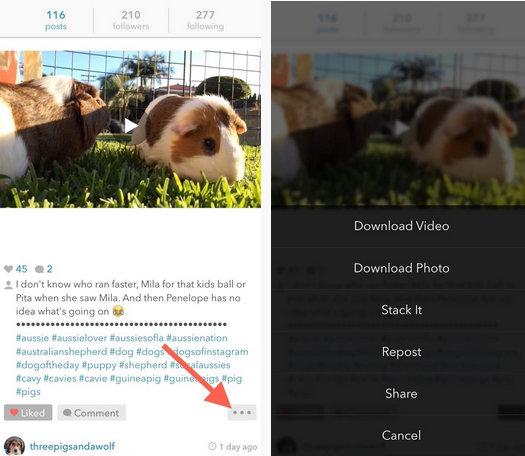 116 210 277
posts followers following
45 2
I don't know who ran faster, Mila for that kids ball or
Pita when she saw Mila. And then Penelope has no
idea what's going on 😂
#aussie #aussielover #aussiesofla #aussienation
#australianshepherd #dog #dogs #dogsofinstagram
#dogoftheday #puppy #shepherd #socalaussies
#cavy #cavies #cavie #guineapig #guineapigs #pig
#pigs
Liked Comment
threepigsandawolf 1 day ago
116 210 277
posts followers following
Download Video
Download Photo
Stack It
Repost
Share
Cancel